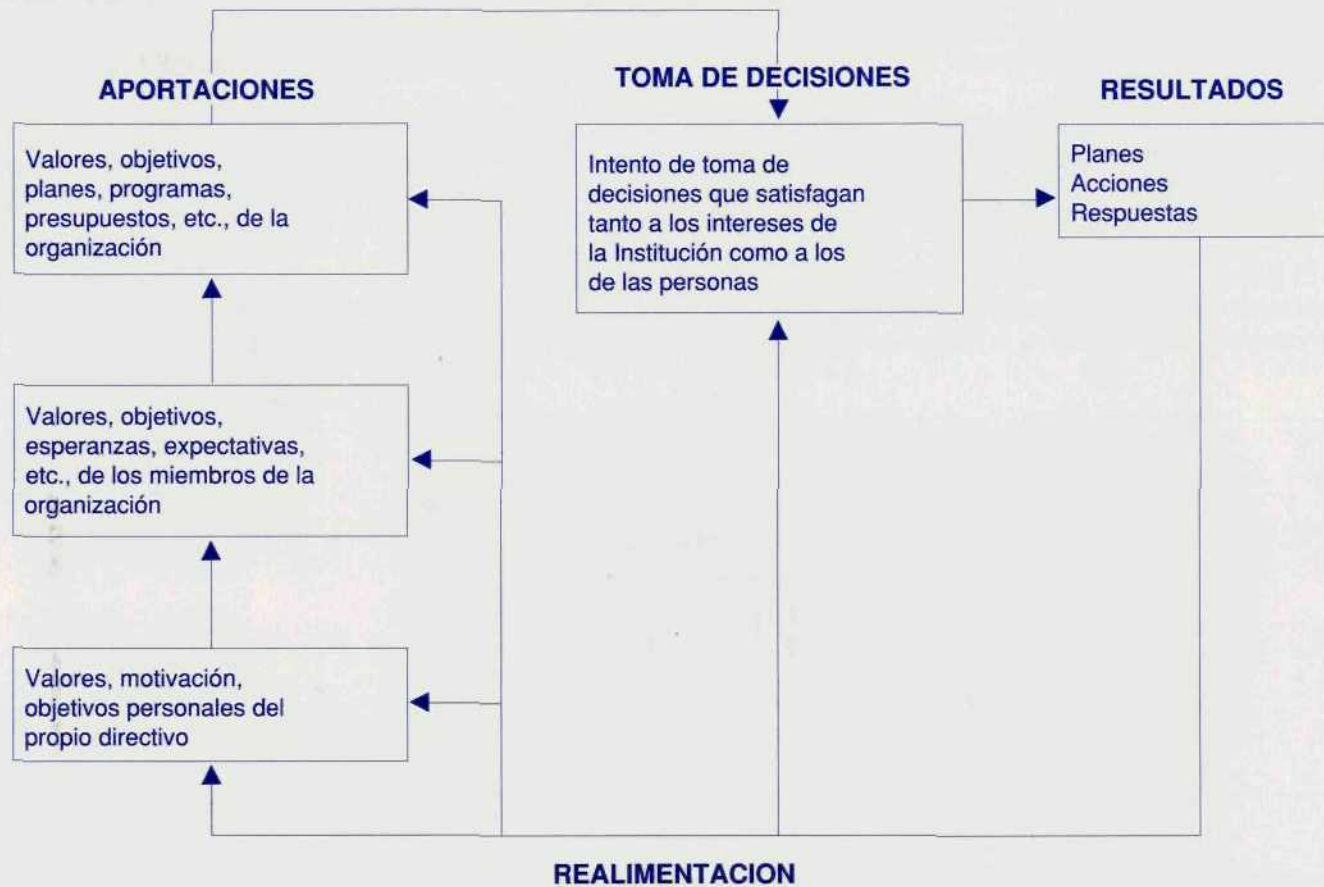 APORTACIONES
Valores, objetivos,
planes, programas,
presupuestos, etc., de la
organización
Valores, objetivos,
esperanzas, expectativas,
etc., de los miembros de la
organización
Valores, motivación,
objetivos personales del
propio directivo
TOMA DE DECISIONES
Intento de toma de
decisiones que satisfagan
tanto a los intereses de
la Institución como a los
de las personas
RESULTADOS
Planes
Acciones
Respuestas
REALIMENTACION